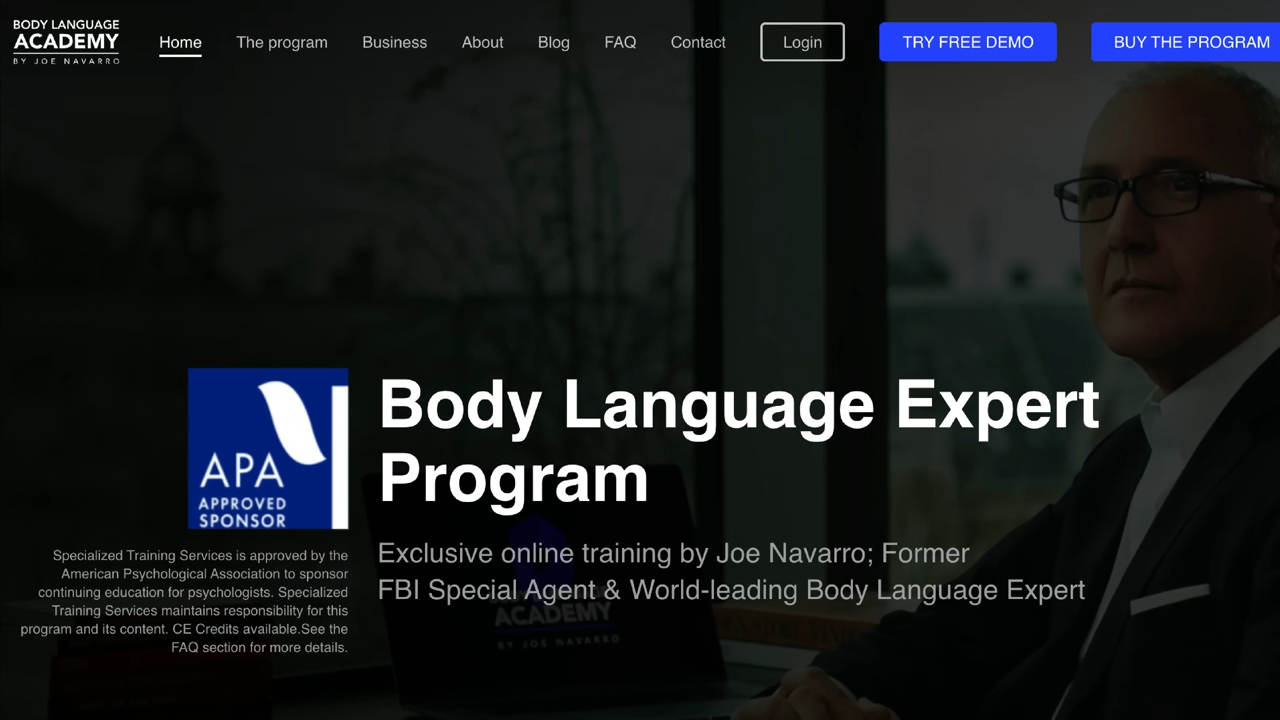 BODY LANGUAGE
ACADEMY
BY JOE NAVARRO
Home
The program
Business
About
Blog
FAQ
Contact
Login
TRY FREE DEMO
BUY THE PROGRAM
APA
APPROVED
SPONSOR
Specialized Training Services is approved by the
American Psychological Association to sponsor
continuing education for psychologists. Specialized
Training Services maintains responsibility for this
program and its content. CE Credits available.See the
FAQ section for more details.
Body Language Expert
Program
Exclusive online training by Joe Navarro; Former
FBI Special Agent & World-leading Body Language Expert
ACADEMY
BY JOE NAVARRO